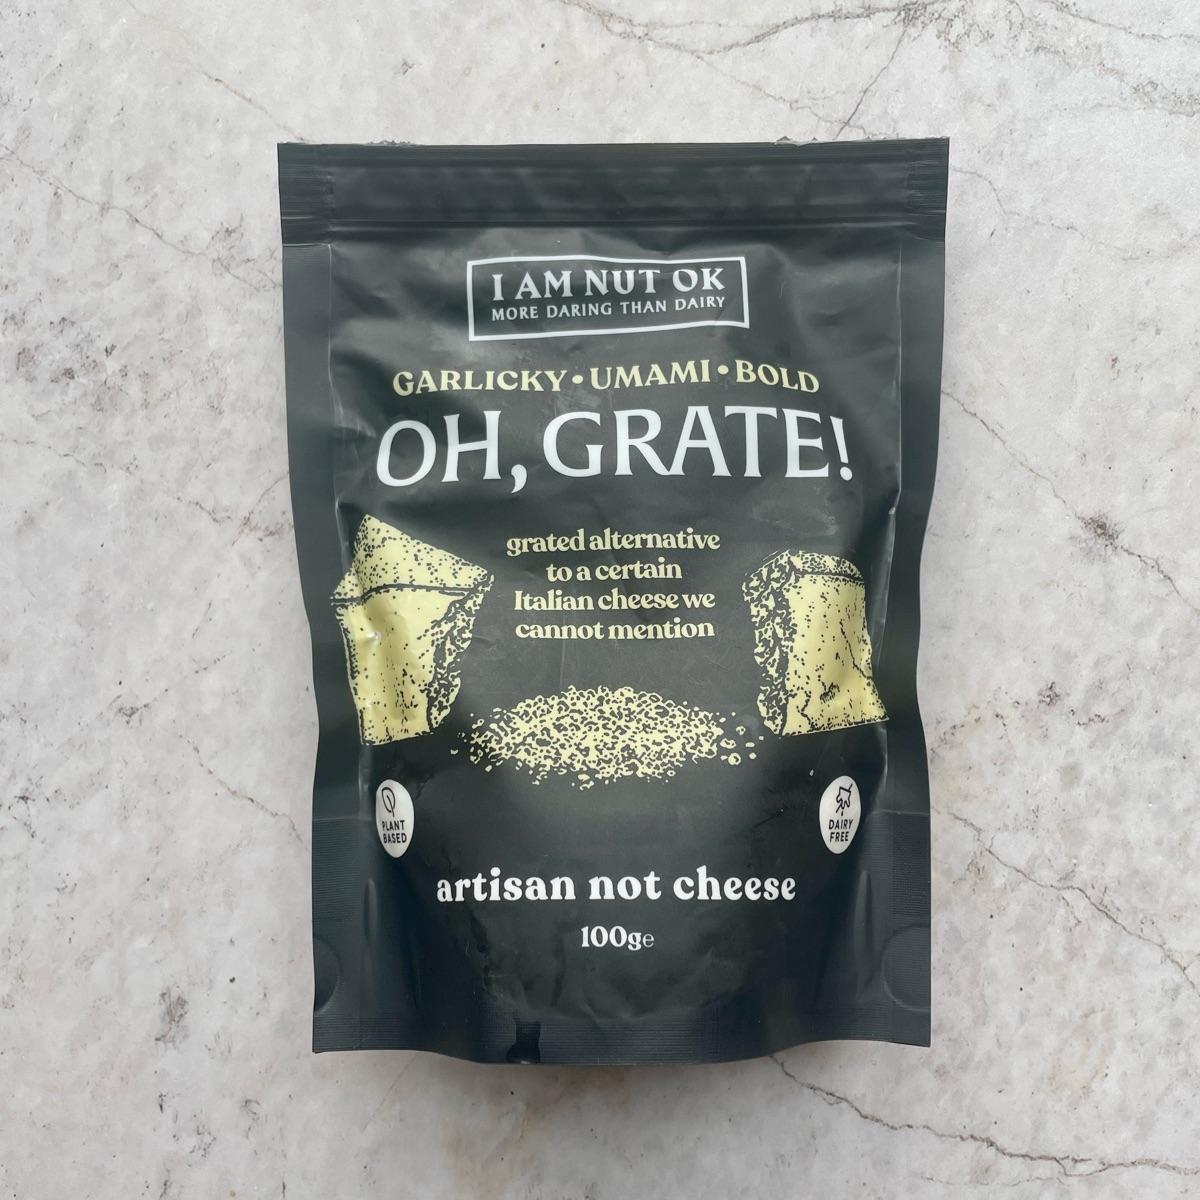 I AM NUT OK
MORE DARING THAN DAIRY
GARLICKY • UMAMI • BOLD
OH, GRATE!
grated alternative
to a certain
Italian cheese we
cannot mention
PLANT
BASED
DAIRY
FREE
artisan not cheese
100g℮